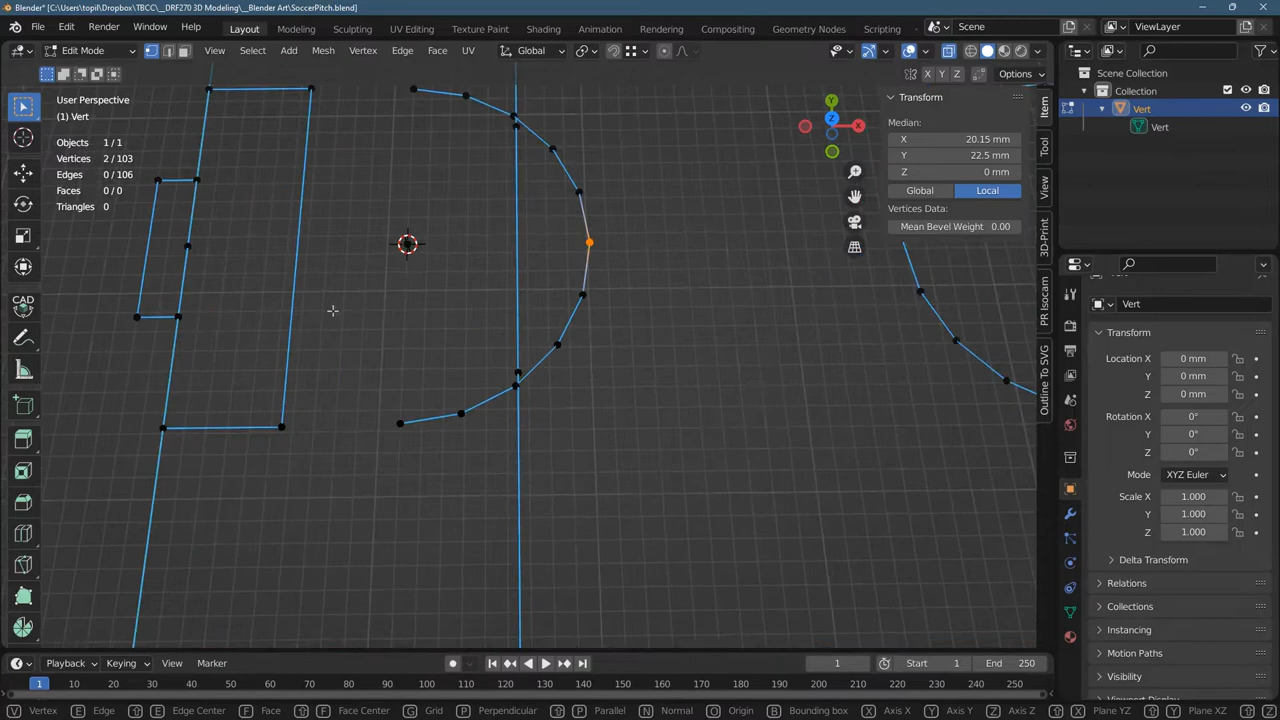 Blender* [C:\Users\topil\Dropbox\TBCC\__DRF270 3D Modeling\__Blender Art\SoccerPitch.blend]
File Edit Render Window Help Layout Modeling Sculpting UV Editing Texture Paint Shading Animation Rendering Compositing Geometry Nodes Scripting Scene ViewLayer
Edit Mode View Select Add Mesh Vertex Edge Face UV Global
X Y Z Options
User Perspective
(1) Vert
Objects 1/1
Vertices 2 / 103
Edges 0 / 106
Faces 0 / 0
Triangles 0
CAD
Y
Z
X
Transform
Median:
X 20.15 mm
Y 22.5 mm
Z 0 mm
Global Local
Vertices Data:
Mean Bevel Weight 0.00
Item
Tool
View
3D-Print
PR Isocam
Outline To SVG
Scene Collection
Collection
Vert
Vert
Vert
Transform
Location X 0 mm
Y 0 mm
Z 0 mm
Rotation X 0°
Y 0°
Z 0°
Mode XYZ Euler
Scale X 1.000
Y 1.000
Z 1.000
Delta Transform
Relations
Collections
Instancing
Motion Paths
Visibility
Viewport Display
Playback Keying View Marker 1 Start 1 End 250
1 10 20 30 40 50 60 70 80 90 100 110 120 130 140 150 160 170 180 190 200 210 220 230 240 250
V Vertex E Edge E Edge Center F Face F Face Center G Grid P Perpendicular P Parallel N Normal O Origin B Bounding box X Axis X Y Axis Y Z Axis Z X Plane YZ Y Plane XZ Z